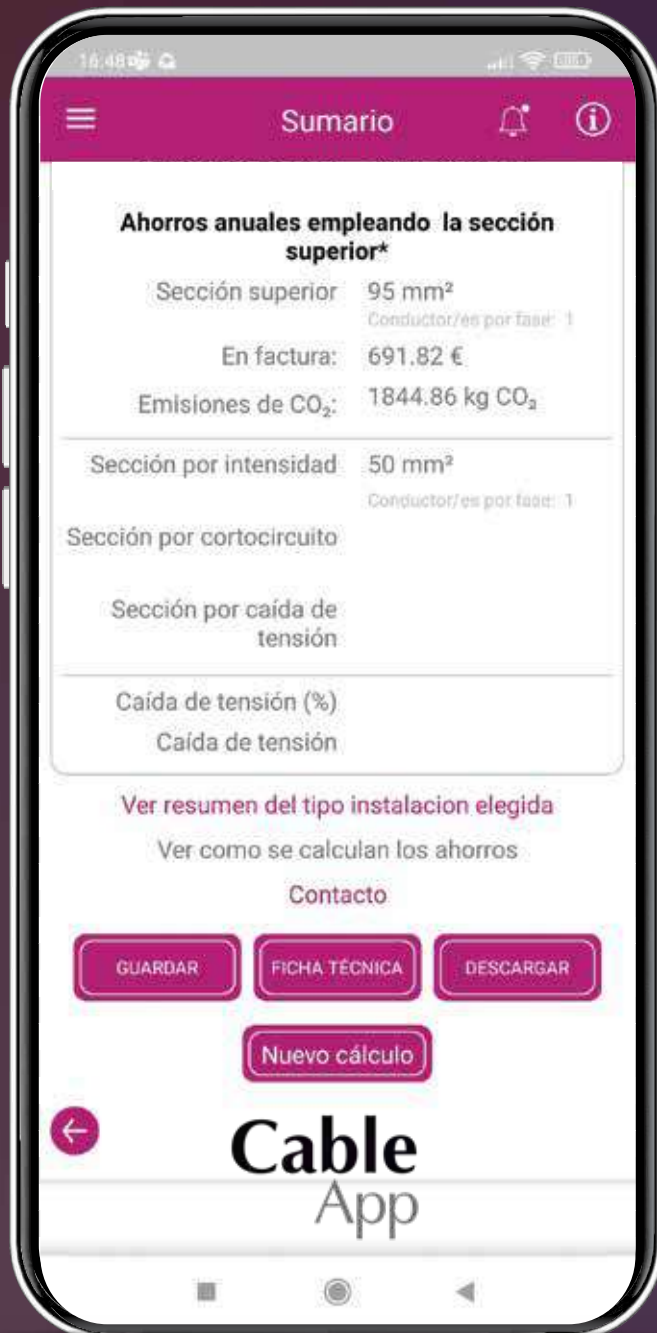 16:48
Sumario
Ahorros anuales empleando la sección
superior*
Sección superior 95 mm²
Conductor/es por fase: 1
En factura: 691.82 €
Emisiones de CO₂: 1844.86 kg CO₂
Sección por intensidad 50 mm²
Conductor/es por fase: 1
Sección por cortocircuito
Sección por caída de
tensión
Caída de tensión (%)
Caída de tensión
Ver resumen del tipo instalacion elegida
Ver como se calculan los ahorros
Contacto
GUARDAR FICHA TÉCNICA DESCARGAR
Nuevo cálculo
Cable
App